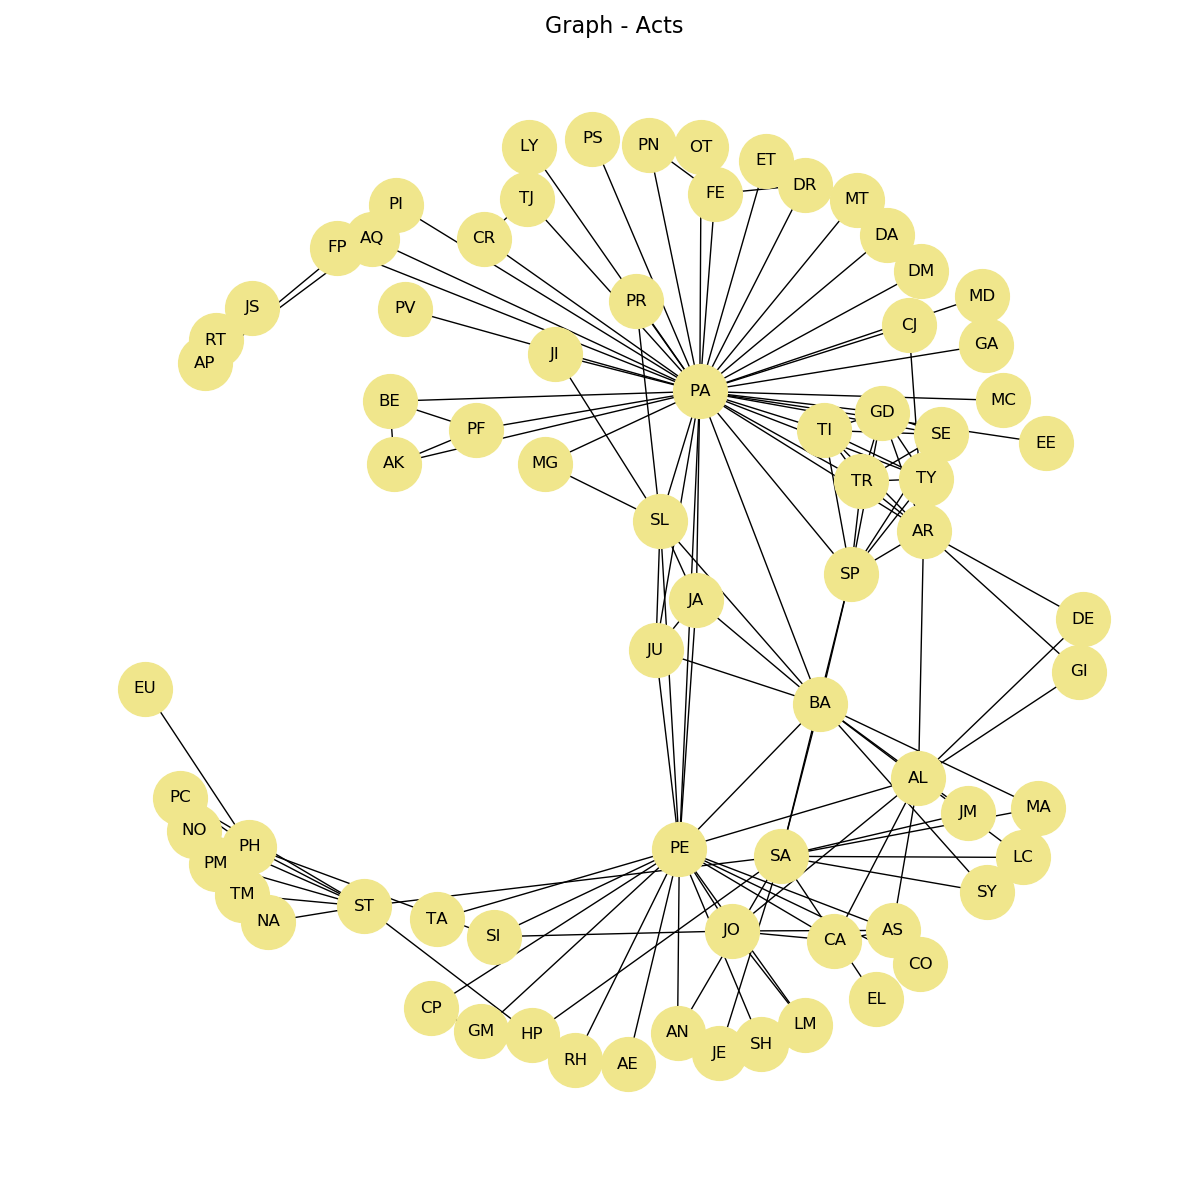 Graph - Acts
LY
PS
PN
OT
ET
DR
FE
MT
TJ
PI
CR
AQ
FP
DA
DM
MD
PR
JS
PV
CJ
RT
GA
JI
AP
PA
BE
MC
GD
PF
TI
SE
EE
AK
MG
TY
TR
SL
AR
SP
JA
DE
JU
GI
EU
BA
AL
PC
MA
JM
NO
PH
PE
SA
LC
PM
TM
SY
ST
TA
NA
SI
JO
AS
CA
CO
EL
CP
LM
GM
AN
HP
SH
JE
RH
AE